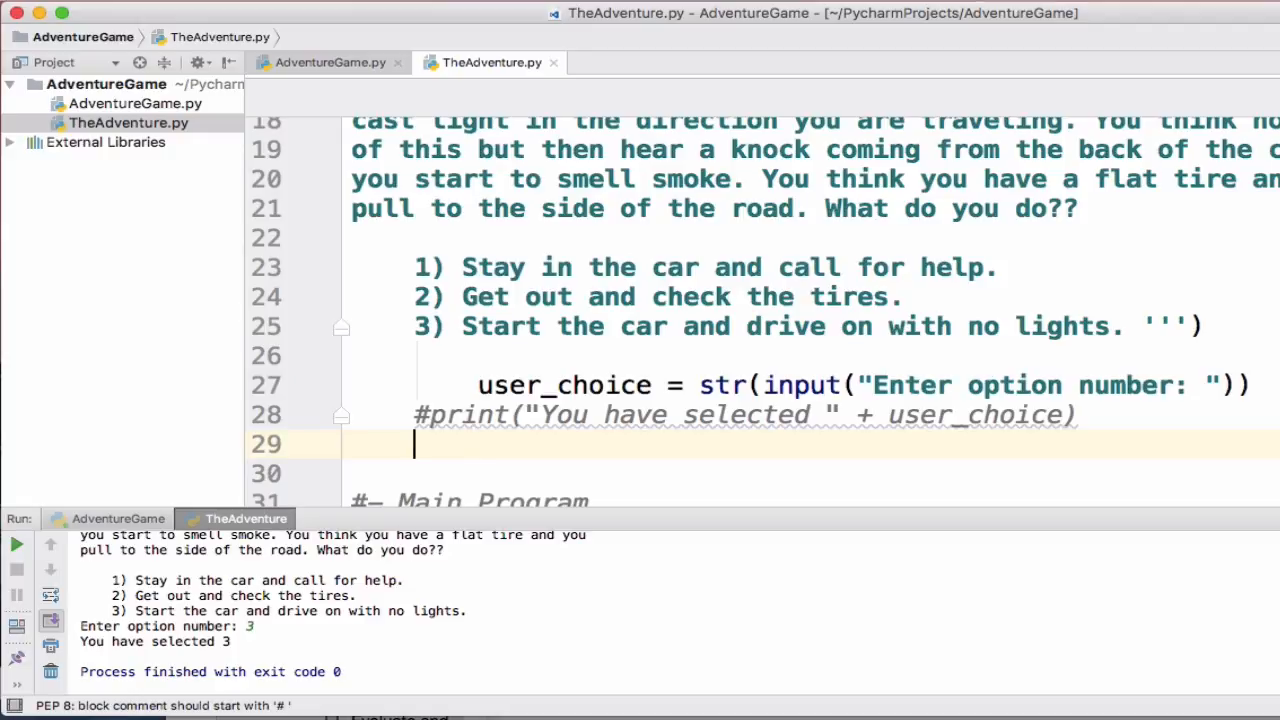 TheAdventure.py - AdventureGame - [~/PycharmProjects/AdventureGame]
AdventureGame TheAdventure.py
Project AdventureGame.py TheAdventure.py
AdventureGame ~/Pycharm
AdventureGame.py
TheAdventure.py
External Libraries
18 cast light in the direction you are traveling. You think no
19 of this but then hear a knock coming from the back of the c
20 you start to smell smoke. You think you have a flat tire an
21 pull to the side of the road. What do you do??
22
23 1) Stay in the car and call for help.
24 2) Get out and check the tires.
25 3) Start the car and drive on with no lights. ''')
26
27 user_choice = str(input("Enter option number: "))
28 #print("You have selected " + user_choice)
29
30
31 #— Main Program
Run: AdventureGame TheAdventure
you start to smell smoke. You think you have a flat tire and you
pull to the side of the road. What do you do??
1) Stay in the car and call for help.
2) Get out and check the tires.
3) Start the car and drive on with no lights.
Enter option number: 3
You have selected 3
Process finished with exit code 0
PEP 8: block comment should start with '# '
Evaluate and